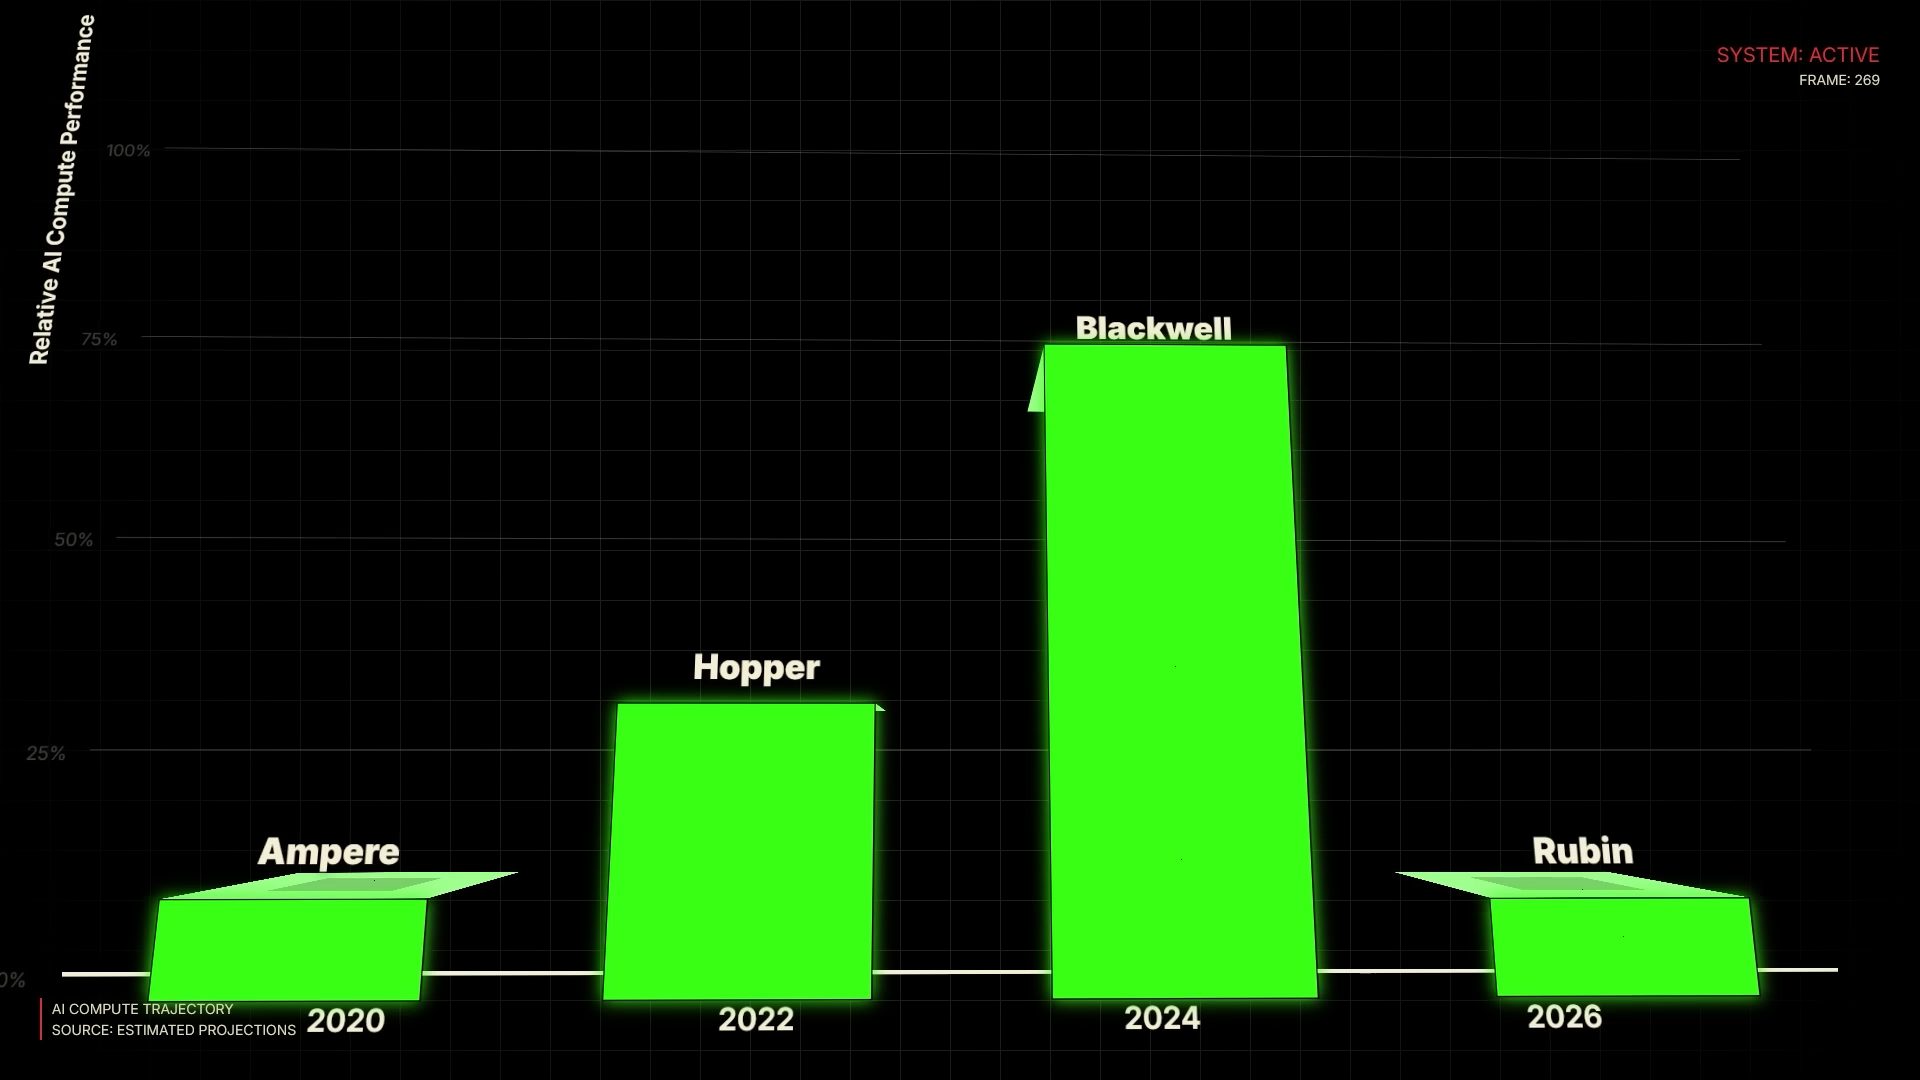 Relative AI Compute Performance
SYSTEM: ACTIVE
FRAME: 269
100%
75%
50%
25%
0%
Ampere
Hopper
Blackwell
Rubin
2020
2022
2024
2026
AI COMPUTE TRAJECTORY
SOURCE: ESTIMATED PROJECTIONS